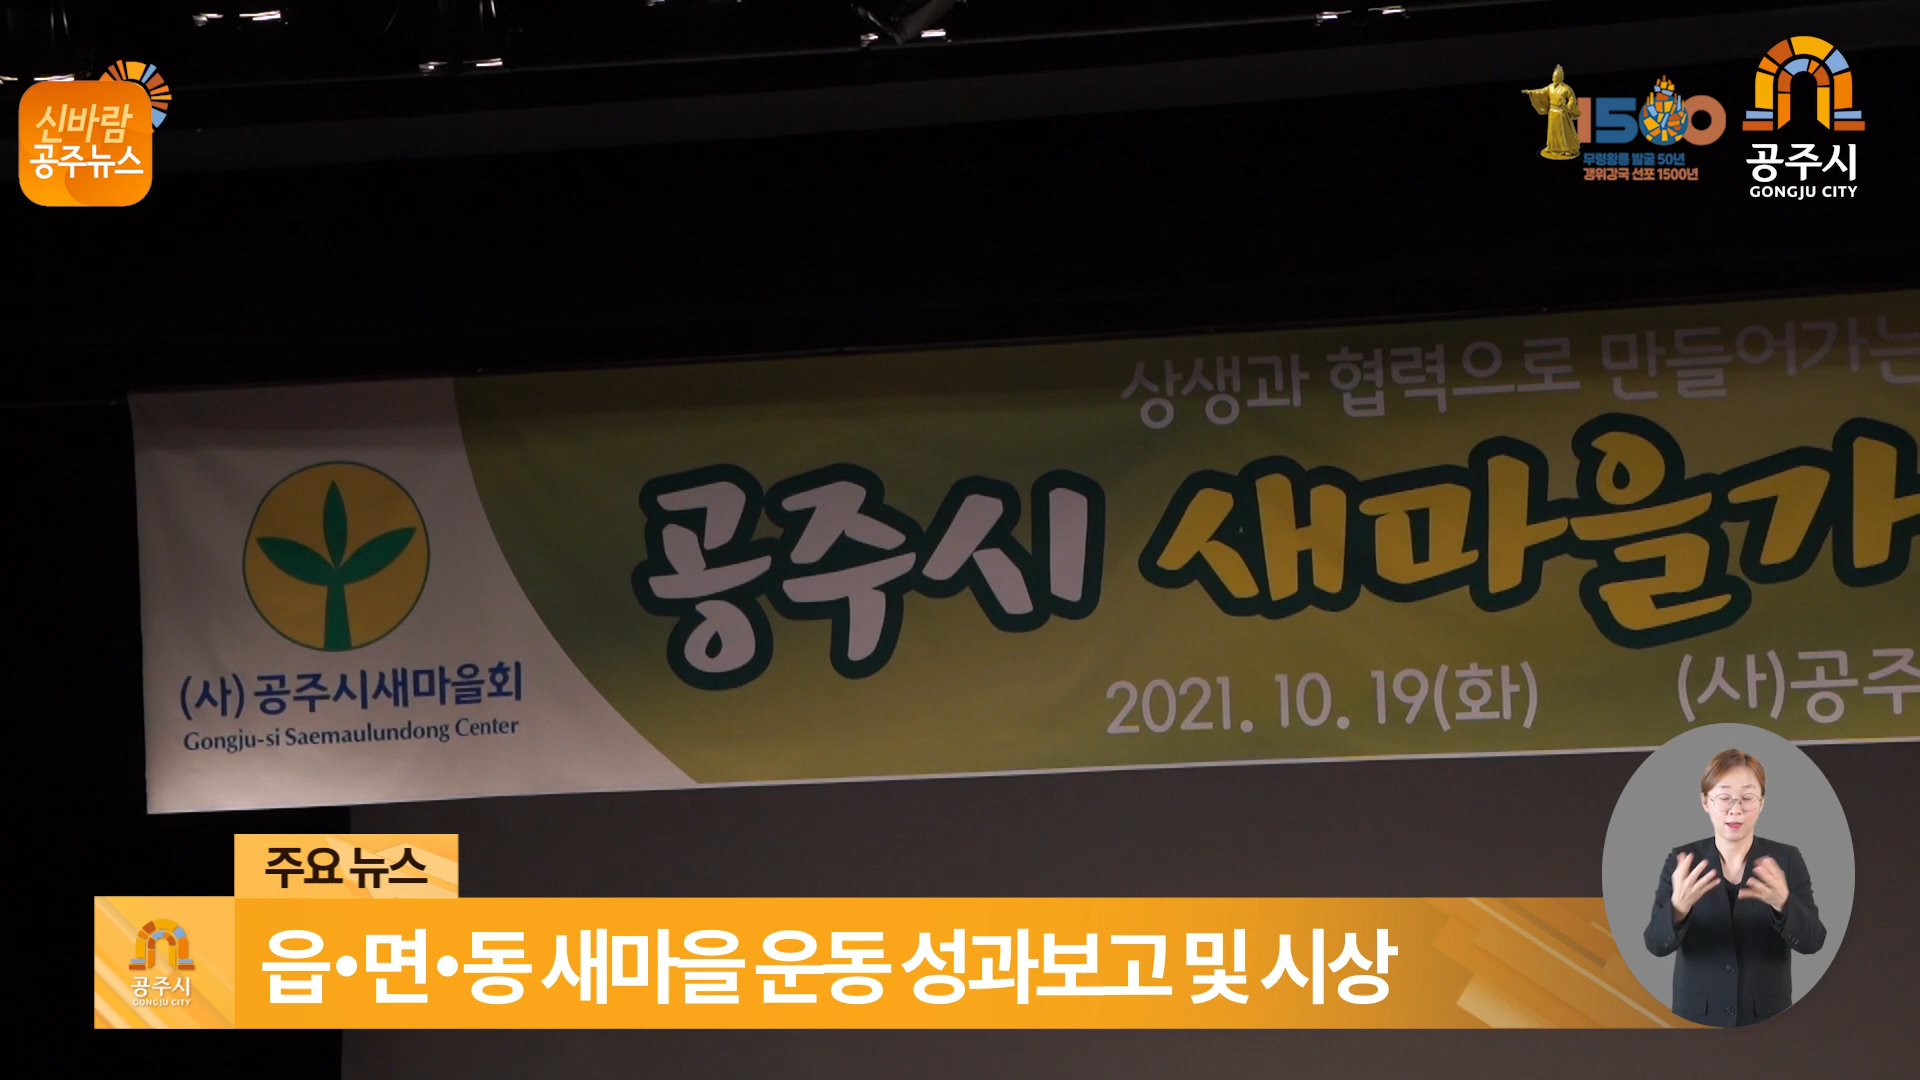 신바람
공주뉴스
1500
무령왕릉 발굴 50년
갱위강국 선포 1500년
공주시
GONGJU CITY
상생과 협력으로 만들어가는
공주시 새마을가
2021. 10. 19(화)
(사)공주
(사)공주시새마을회
Gongju-si Saemaulundong Center
주요 뉴스
공주시
GONGJU CITY
읍•면•동 새마을 운동 성과보고 및 시상